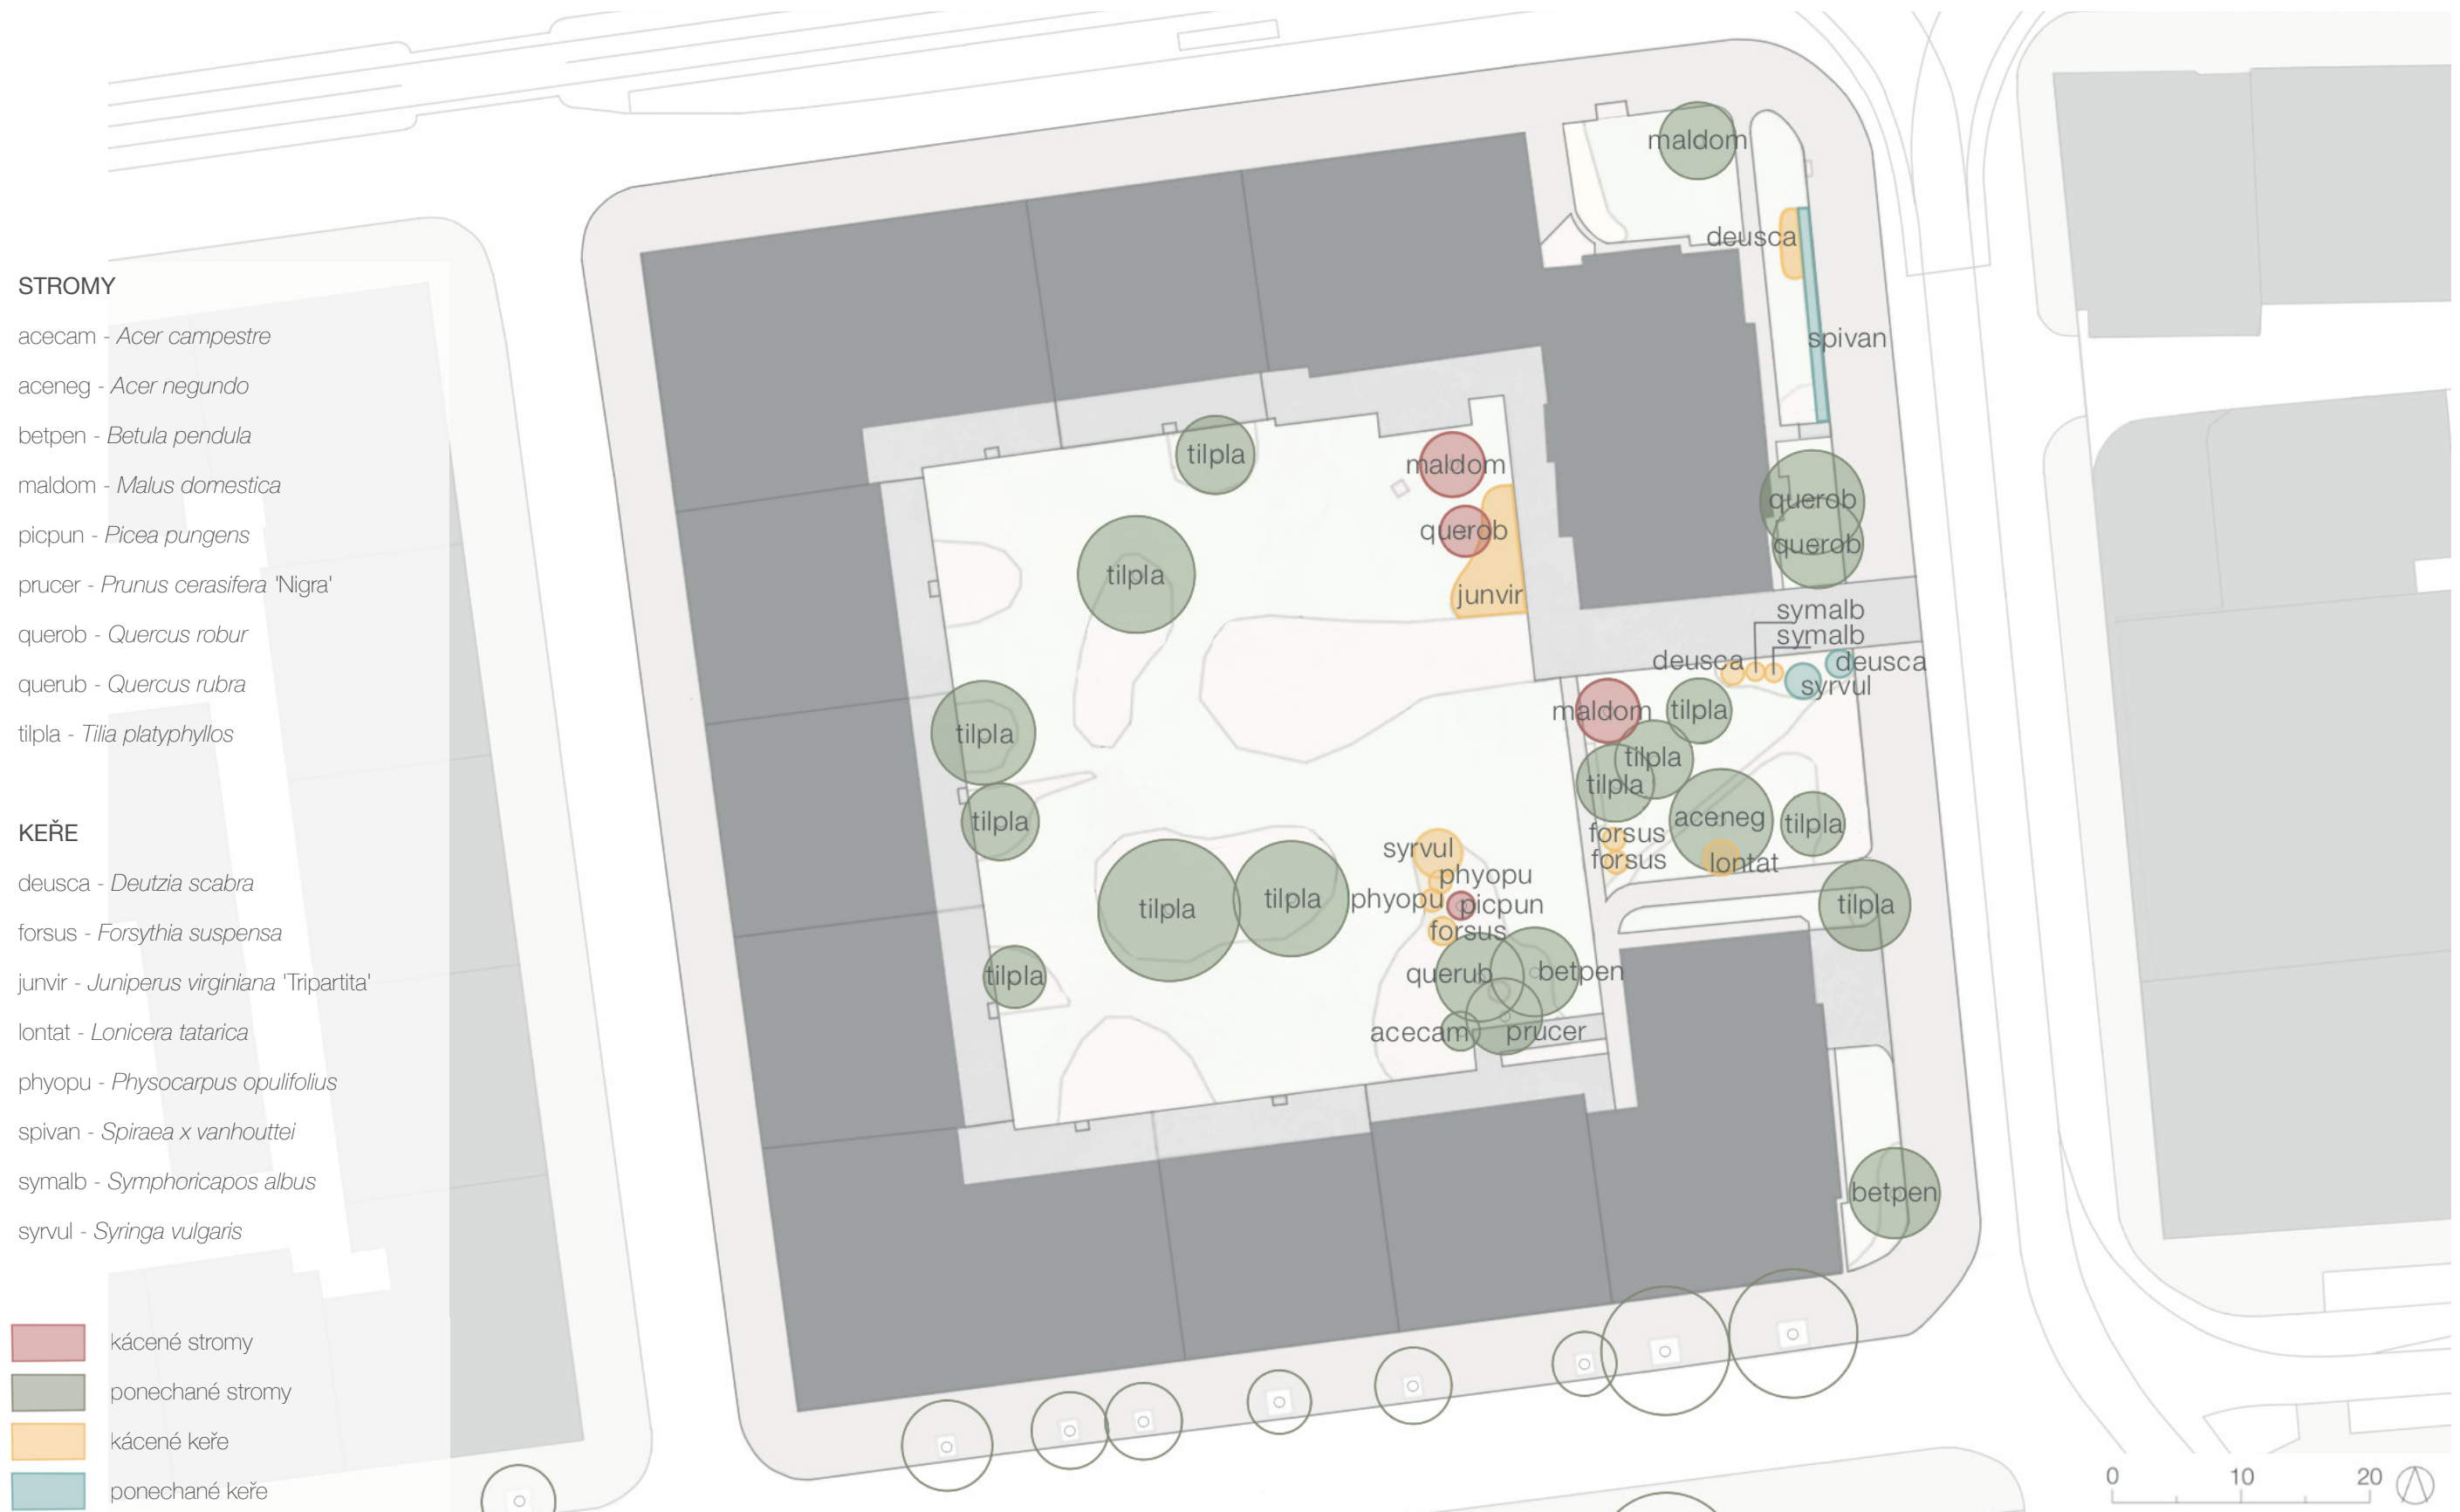 STROMY
acecam - Acer campestre
aceneg - Acer negundo
betpen - Betula pendula
maldom - Malus domestica
picpun - Picea pungens
prucer - Prunus cerasifera 'Nigra'
querob - Quercus robur
querub - Quercus rubra
tilpla - Tilia platyphyllos
KEŘE
deusca - Deutzia scabra
forsus - Forsythia suspensa
junvir - Juniperus virginiana 'Tripartita'
lontat - Lonicera tatarica
phyopu - Physocarpus opulifolius
spivan - Spiraea x vanhouttei
symalb - Symphoricapos albus
syrvul - Syringa vulgaris
kácené stromy
ponechané stromy
kácené keře
ponechané keře
maldom
deusca
spivan
tilpla
maldom
querob
querob
querob
tilpla
junvir
symalb
symalb
deusca
deusca
syrvul
maldom
tilpla
tilpla
tilpla
tilpla
tilpla
aceneg
tilpla
forsus
forsus
lontat
syrvul
phyopu
phyopu
picpun
forsus
tilpla
tilpla
tilpla
querub
betpen
tilpla
acecam
prucer
betpen
0
10
20